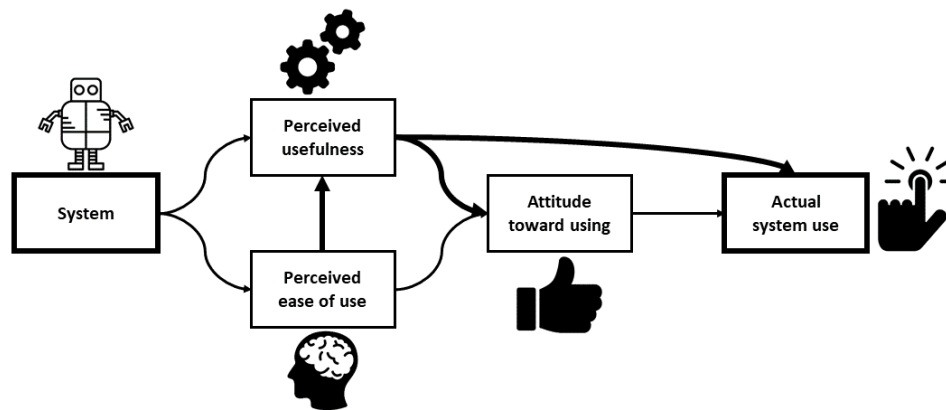 Perceived
usefulness
System
Attitude
toward using
Actual
system use
Perceived
ease of use